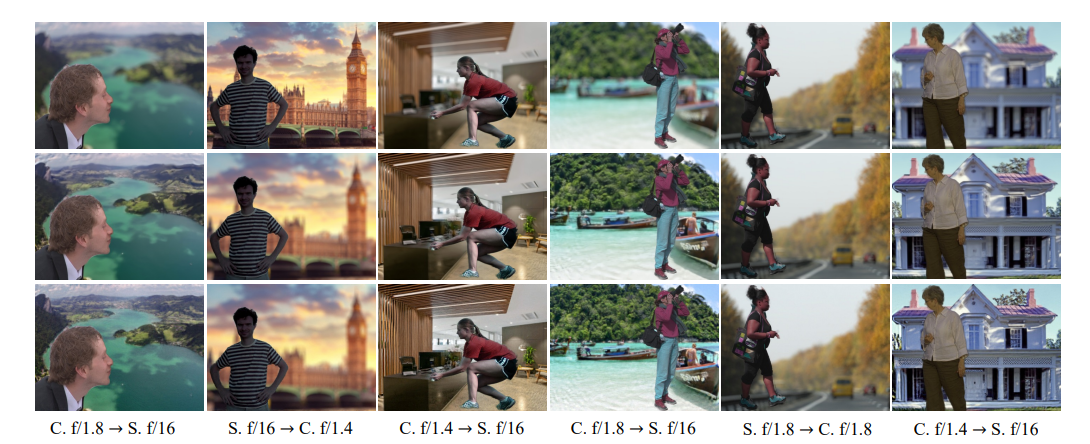 C. f/1.8 → S. f/16
S. f/16 → C. f/1.4
C. f/1.4 → S. f/16
C. f/1.8 → S. f/16
S. f/1.8 → C. f/1.8
C. f/1.4 → S. f/16